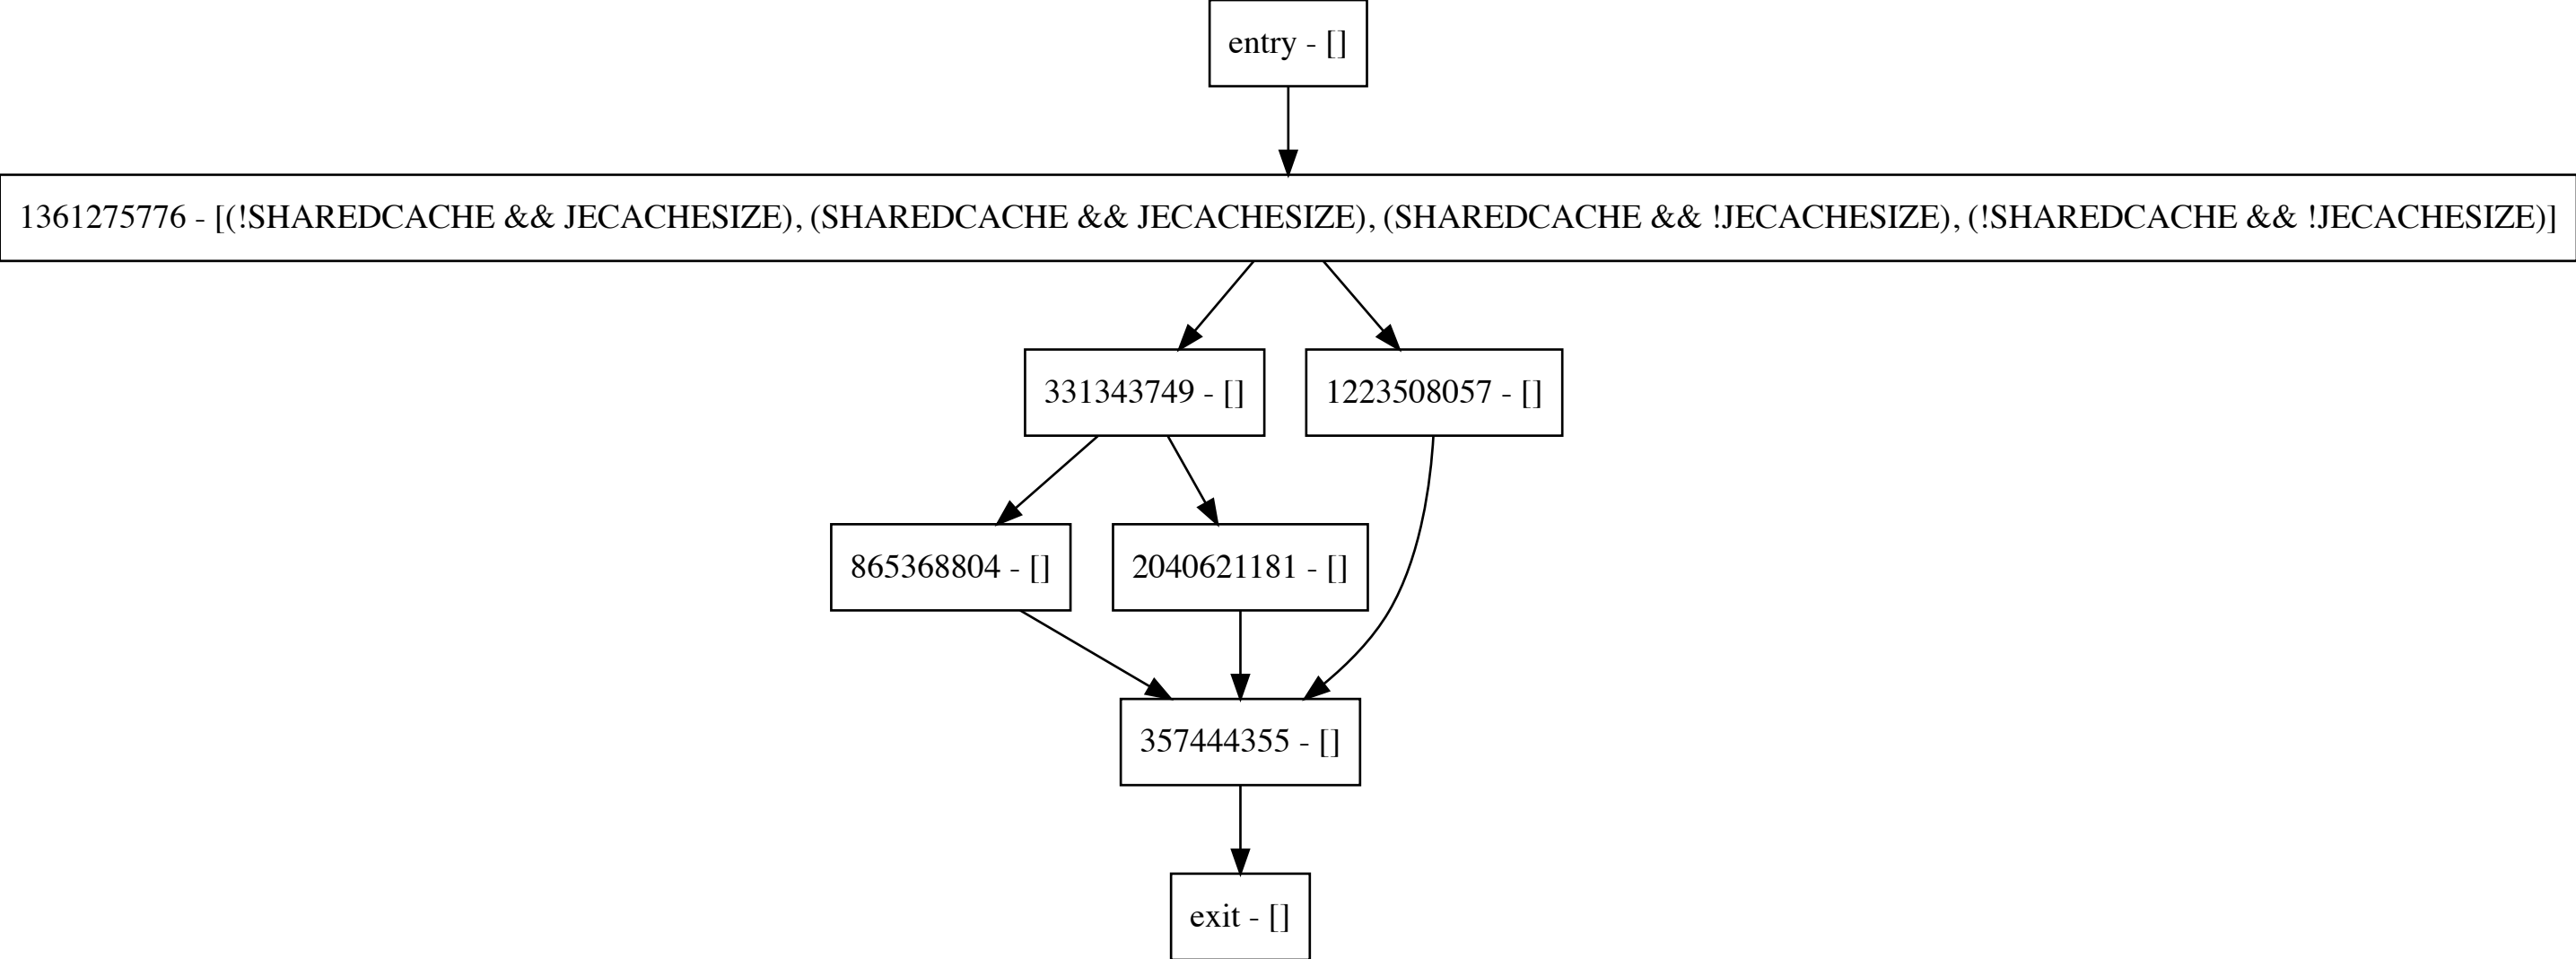 entry - []
1361275776 - [(!SHAREDCACHE && JECACHESIZE), (SHAREDCACHE && JECACHESIZE), (SHAREDCACHE && !JECACHESIZE), (!SHAREDCACHE && !JECACHESIZE)]
331343749 - []
1223508057 - []
865368804 - []
2040621181 - []
357444355 - []
exit - []